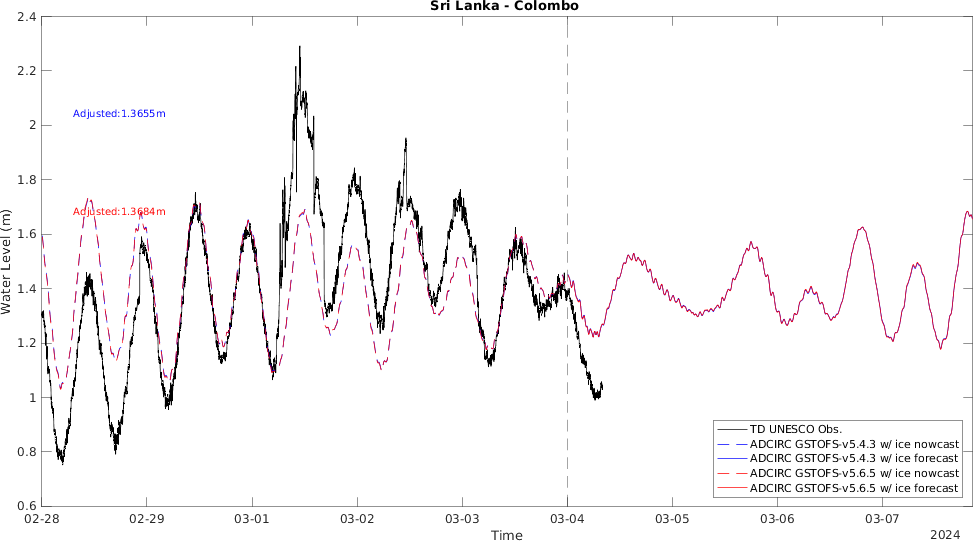 Sri Lanka - Colombo
2.4
2.2
2
1.8
1.6
1.4
1.2
1
0.8
0.6
Water Level (m)
Adjusted:1.3655m
Adjusted:1.3684m
TD UNESCO Obs.
ADCIRC GSTOFS-v5.4.3 w/ ice nowcast
ADCIRC GSTOFS-v5.4.3 w/ ice forecast
ADCIRC GSTOFS-v5.6.5 w/ ice nowcast
ADCIRC GSTOFS-v5.6.5 w/ ice forecast
02-28 02-29 03-01 03-02 03-03 03-04 03-05 03-06 03-07
Time
2024